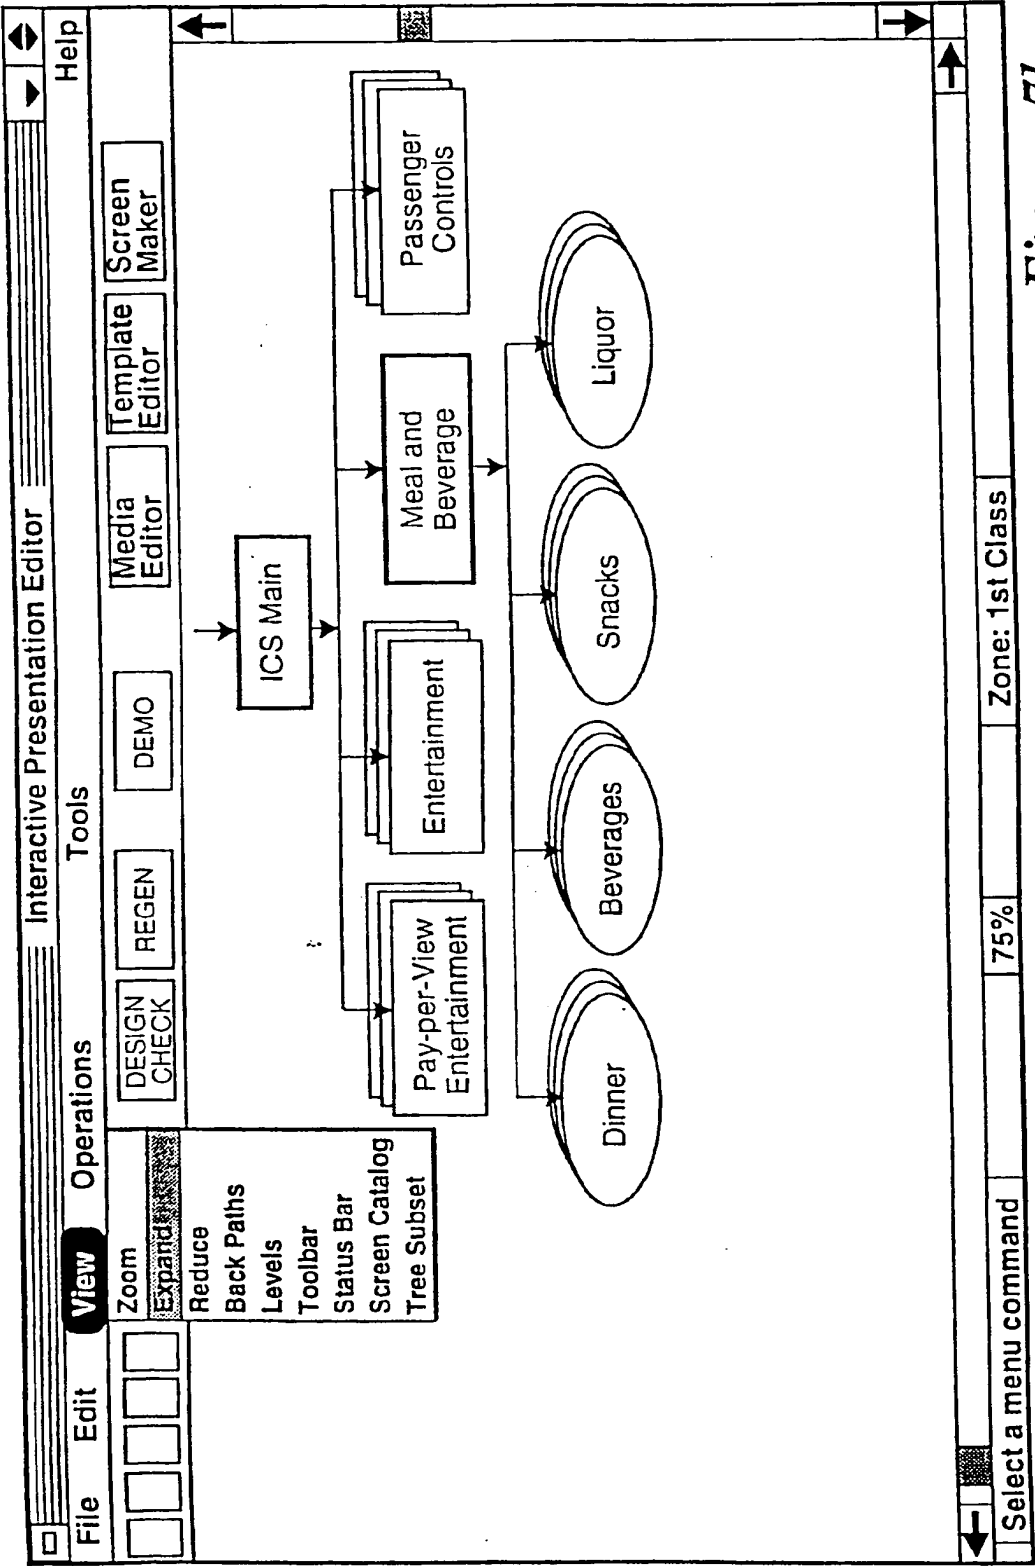 Interactive Presentation Editor
File Edit View Operations Tools Help
DESIGN
CHECK
REGEN
DEMO
Media
Editor
Template
Editor
Screen
Maker
Zoom
Expand
Reduce
Back Paths
Levels
Toolbar
Status Bar
Screen Catalog
Tree Subset
ICS Main
Pay-per-View
Entertainment
Entertainment
Meal and
Beverage
Passenger
Controls
Dinner
Beverages
Snacks
Liquor
Select a menu command
75%
Zone: 1st Class